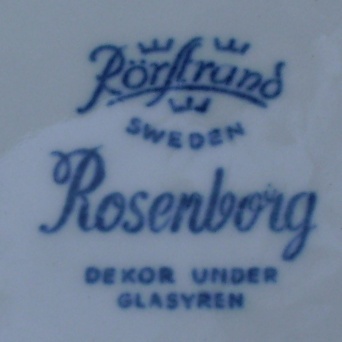 Rörstrand
SWEDEN
Rosenborg
DEKOR UNDER
GLASYREN